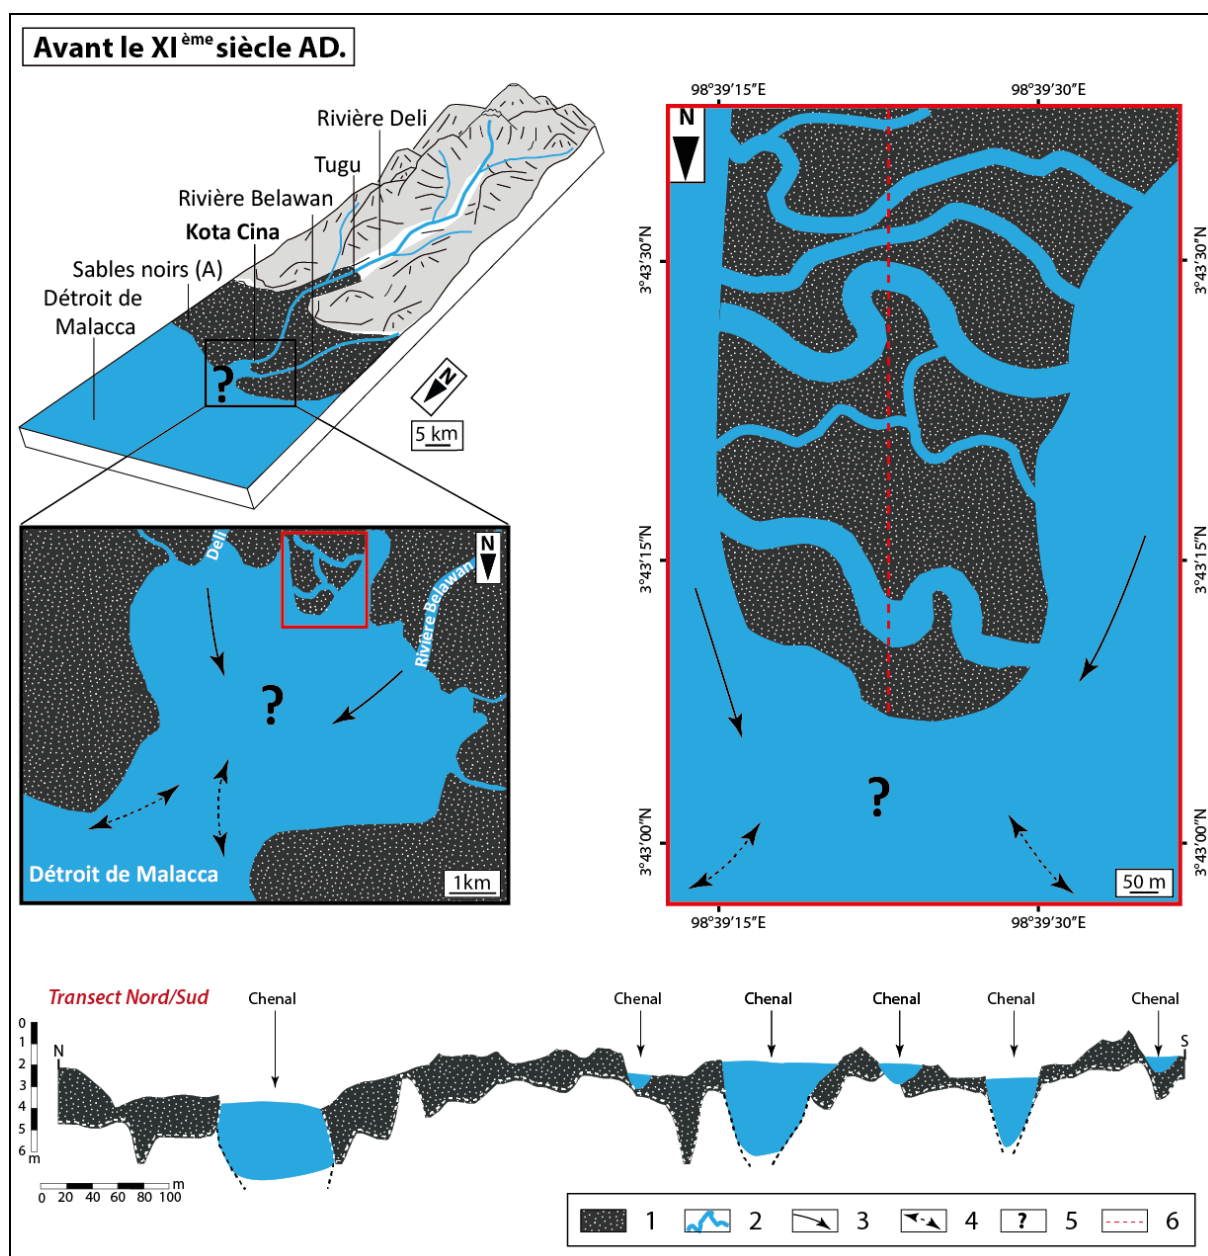 Avant le XIème siècle AD.
Rivière Deli
Tugu
Rivière Belawan
Kota Cina
Sables noirs (A)
Détroit de
Malacca
?
N
5 km
Deli
N
Rivière Belawan
?
Détroit de Malacca
1km
98°39'15"E
98°39'30"E
N
3°43'30"N
3°43'30"N
3°43'15"N
3°43'15"N
?
3°43'00"N
3°43'00"N
50 m
98°39'15"E
98°39'30"E
Transect Nord/Sud
Chenal
Chenal
Chenal
Chenal
Chenal
Chenal
0
1
2
3
4
5
6
m
N
S
0 20 40 60 80 100 m
1
2
3
4
? 5
6